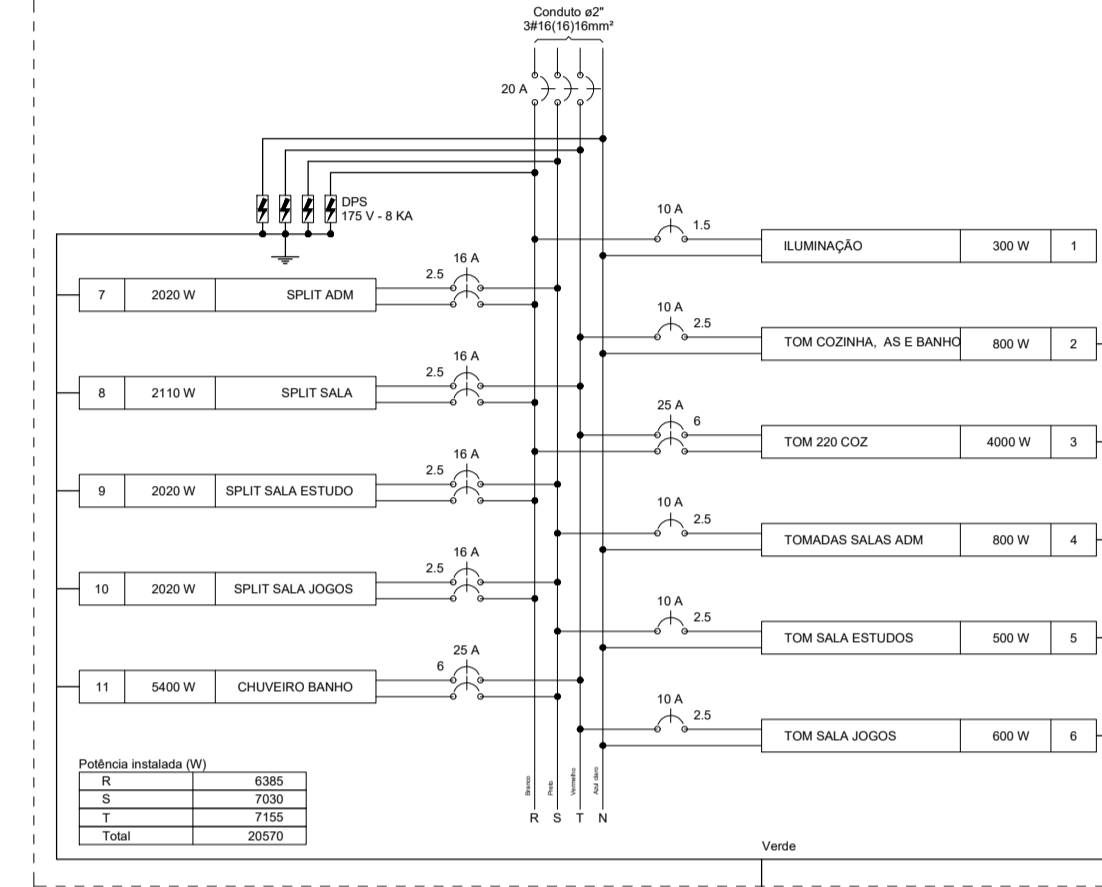 Conduto ø2"
3#16(16)16mm²
20 A
DPS
175 V - 8 KA
10 A
1.5
ILUMINAÇÃO 300 W 1
16 A
2.5
7 2020 W SPLIT ADM
10 A
2.5
TOM COZINHA, AS E BANHO 800 W 2
16 A
2.5
8 2110 W SPLIT SALA
25 A
6
TOM 220 COZ 4000 W 3
16 A
2.5
9 2020 W SPLIT SALA ESTUDO
10 A
2.5
TOMADAS SALAS ADM 800 W 4
16 A
2.5
10 2020 W SPLIT SALA JOGOS
10 A
2.5
TOM SALA ESTUDOS 500 W 5
25 A
6
11 5400 W CHUVEIRO BANHO
10 A
2.5
TOM SALA JOGOS 600 W 6
Potência instalada (W)
R 6385
S 7030
T 7155
Total 20570
Branco
Preto
Vermelho
Azul claro
R S T N
Verde